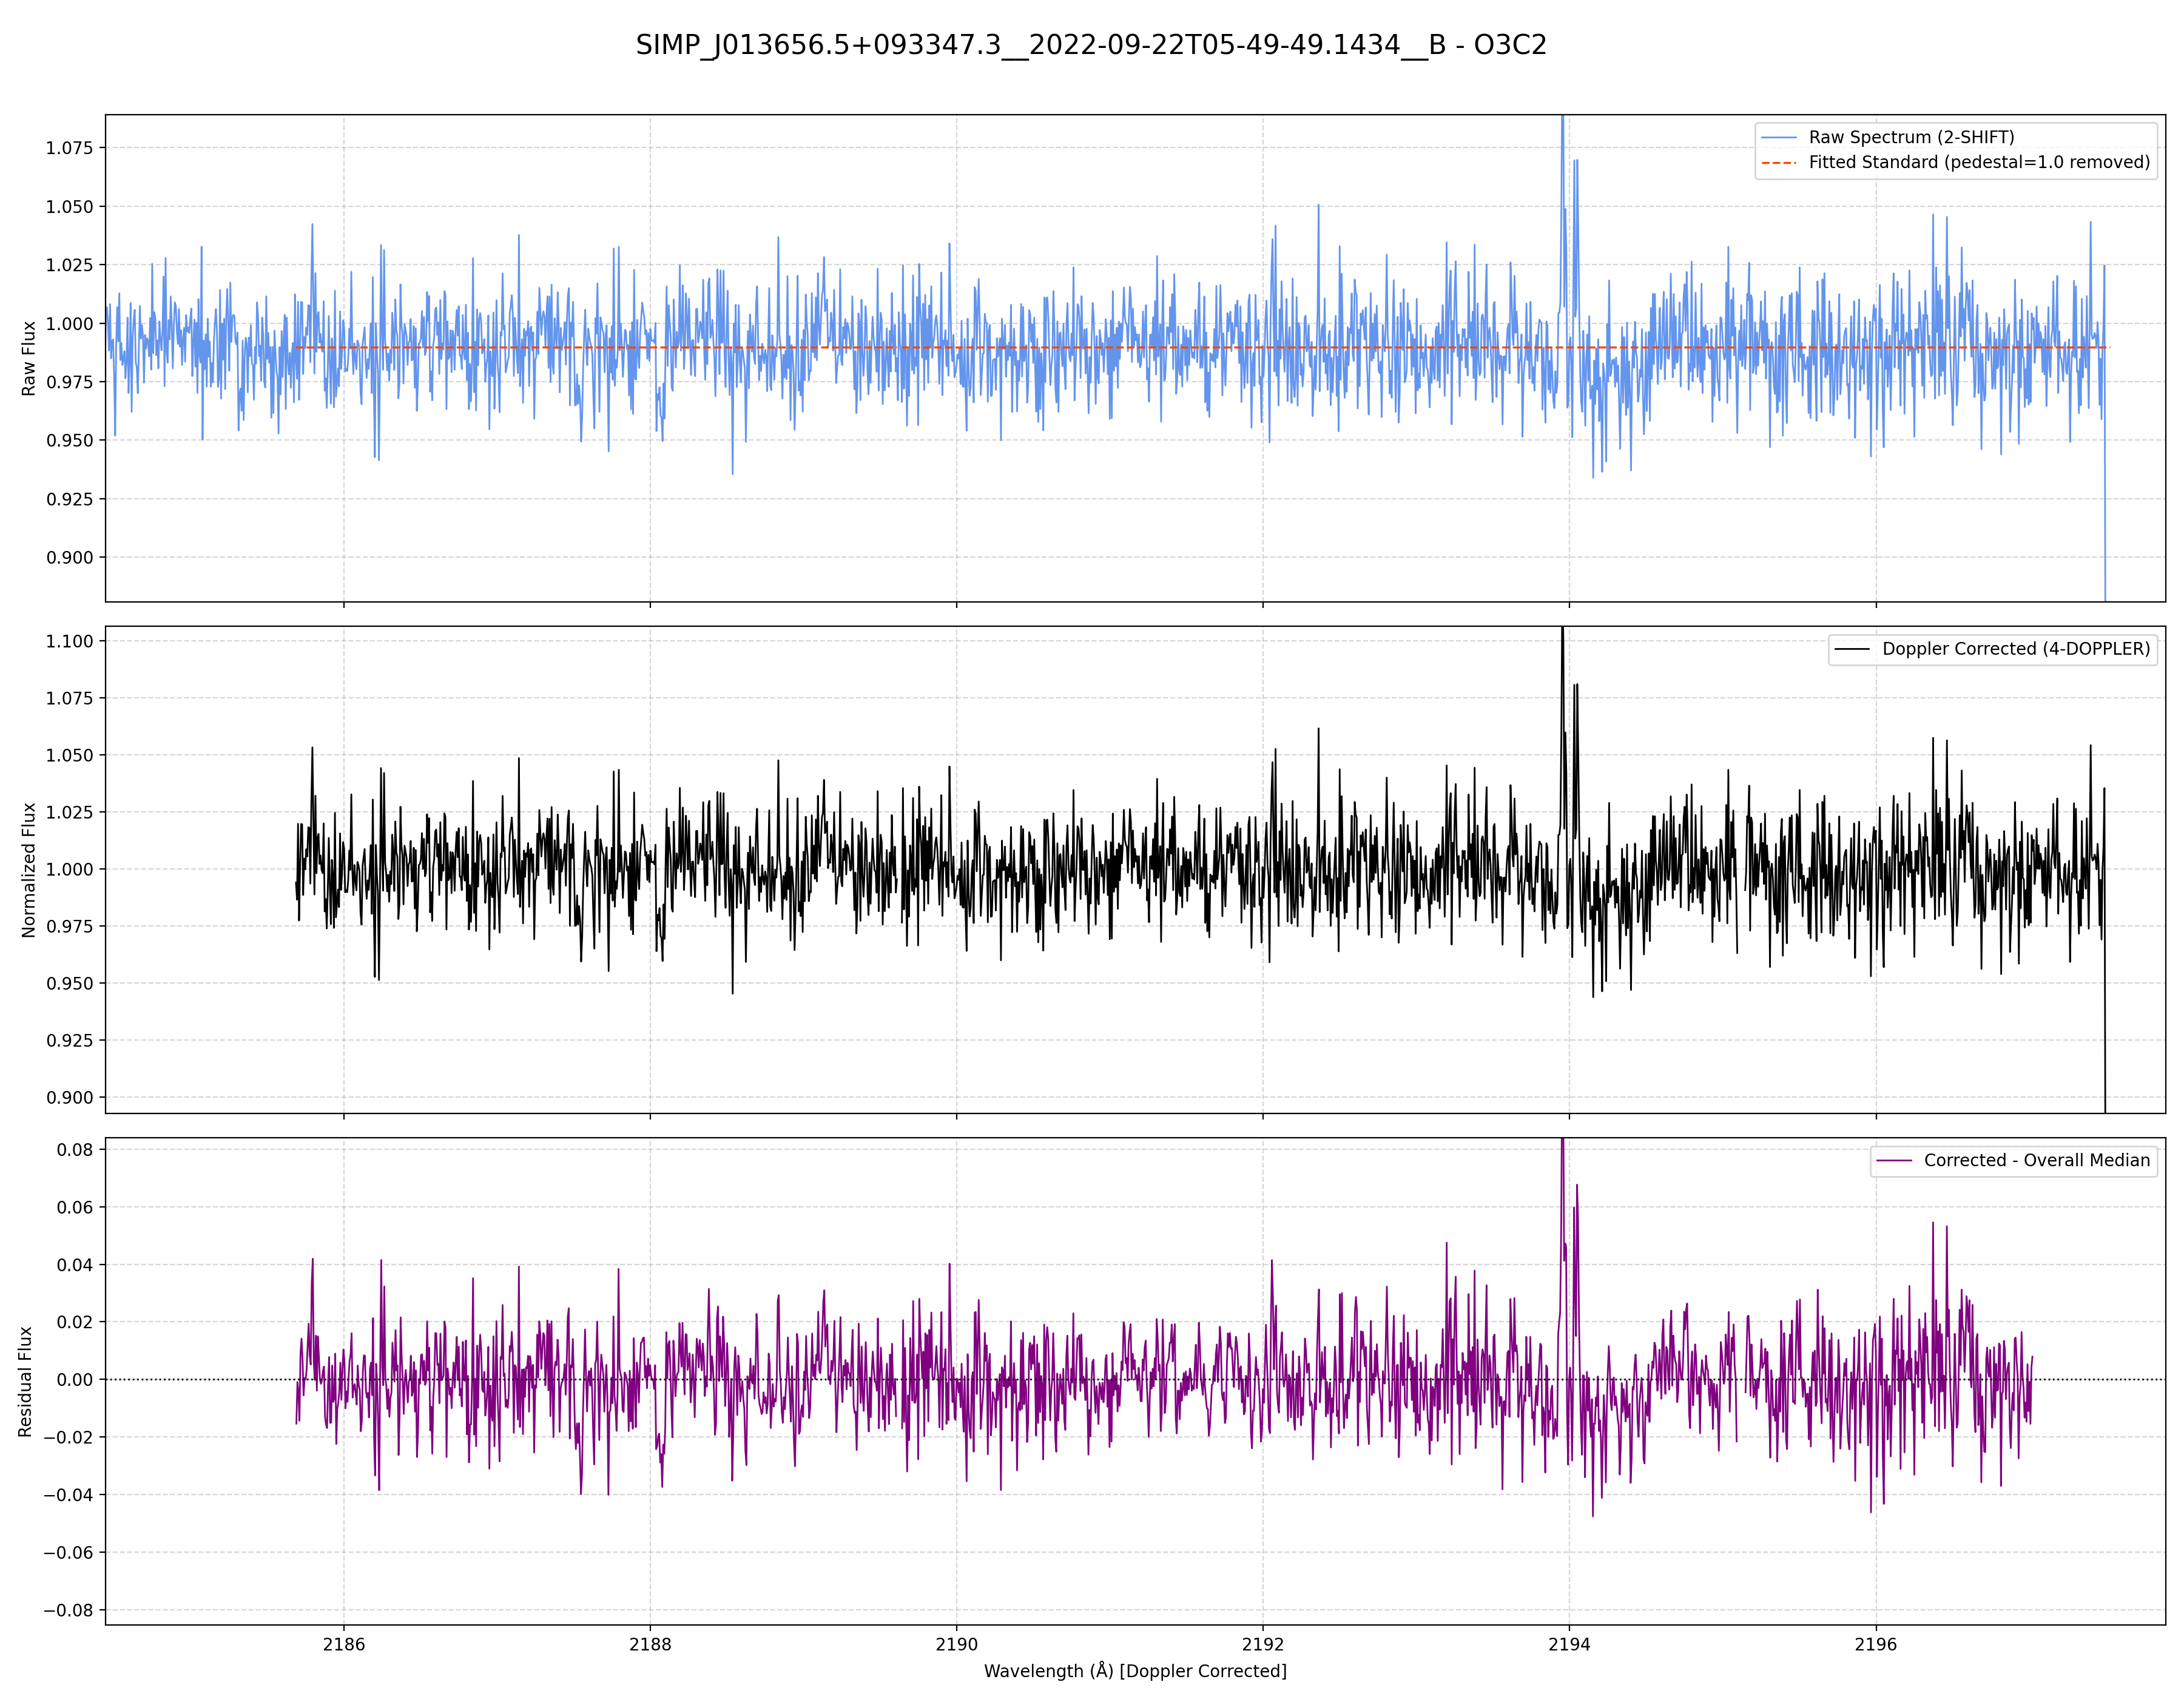 SIMP_J013656.5+093347.3__2022-09-22T05-49-49.1434__B - O3C2
Raw Flux
1.075
1.050
1.025
1.000
0.975
0.950
0.925
0.900
Raw Spectrum (2-SHIFT)
Fitted Standard (pedestal=1.0 removed)
Normalized Flux
1.100
1.075
1.050
1.025
1.000
0.975
0.950
0.925
0.900
Doppler Corrected (4-DOPPLER)
Residual Flux
0.08
0.06
0.04
0.02
0.00
−0.02
−0.04
−0.06
−0.08
Corrected - Overall Median
2186 2188 2190 2192 2194 2196
Wavelength (Å) [Doppler Corrected]